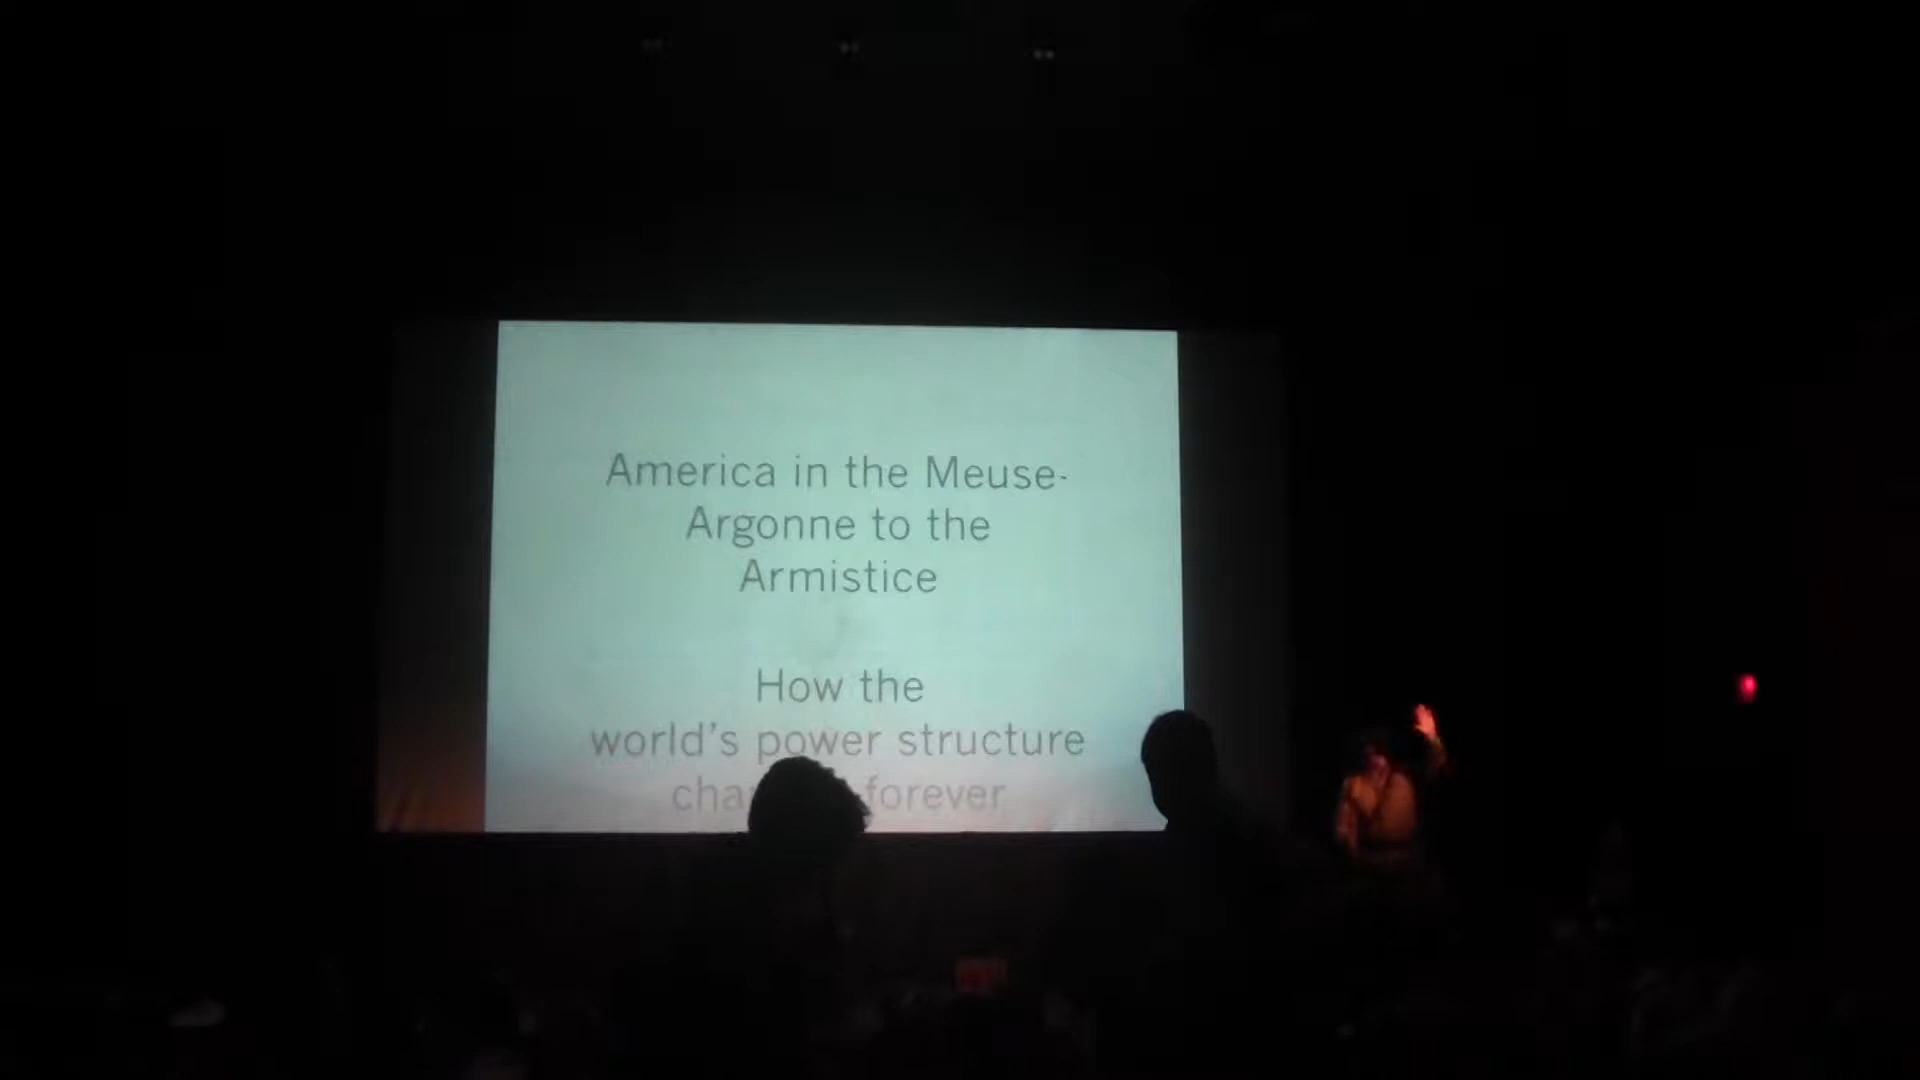 America in the Meuse-
Argonne to the
Armistice
How the
world's power structure
forever